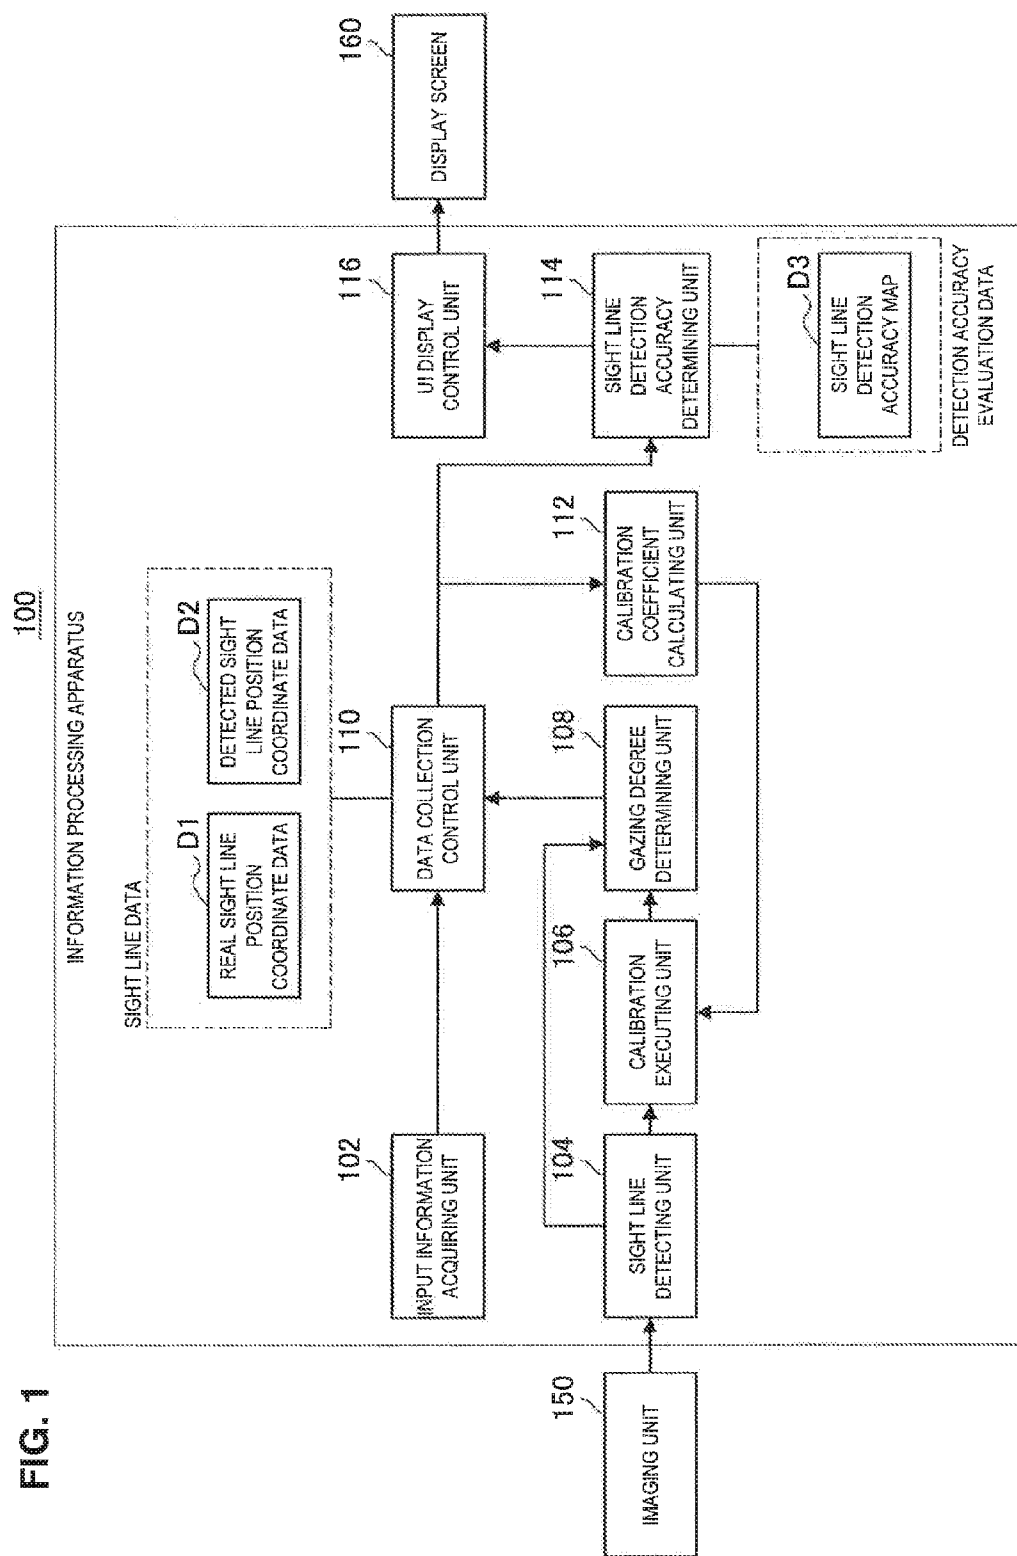 FIG. 1
100
INFORMATION PROCESSING APPARATUS
SIGHT LINE DATA
D1
REAL SIGHT LINE
POSITION
COORDINATE DATA
D2
DETECTED SIGHT
LINE POSITION
COORDINATE DATA
102
INPUT INFORMATION
ACQUIRING UNIT
110
DATA COLLECTION
CONTROL UNIT
116
UI DISPLAY
CONTROL UNIT
160
DISPLAY SCREEN
150
IMAGING UNIT
104
SIGHT LINE
DETECTING UNIT
106
CALIBRATION
EXECUTING UNIT
108
GAZING DEGREE
DETERMINING UNIT
112
CALIBRATION
COEFFICIENT
CALCULATING UNIT
114
SIGHT LINE
DETECTION
ACCURACY
DETERMINING UNIT
D3
SIGHT LINE
DETECTION
ACCURACY MAP
DETECTION ACCURACY
EVALUATION DATA